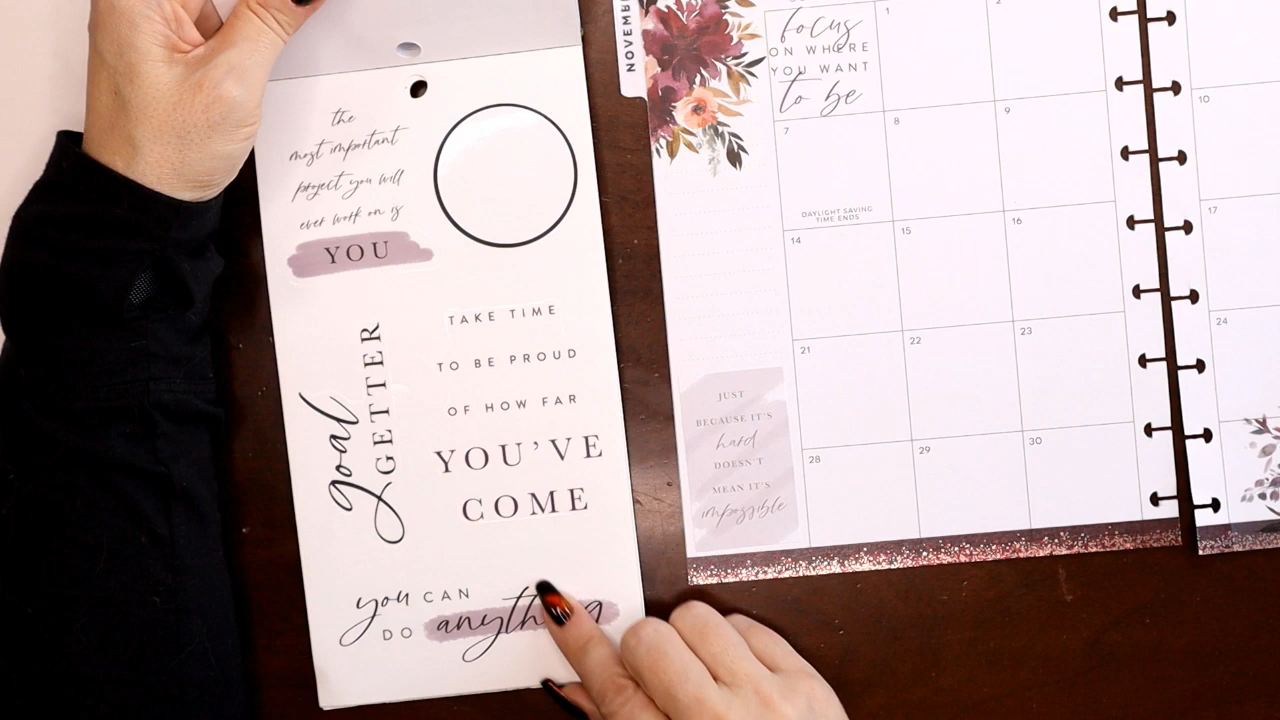 the
most important
project you will
ever work on is
YOU
goal
GETTER
TAKE TIME
TO BE PROUD
OF HOW FAR
YOU'VE
COME
you CAN
DO anything
NOVEMB
focus
ON WHERE
YOU WANT
to be
1
2
7
8
9
DAYLIGHT SAVING
TIME ENDS
14
15
16
21
22
23
28
29
30
JUST
BECAUSE IT'S
hard
DOESN'T
MEAN IT'S
impossible
10
17
24